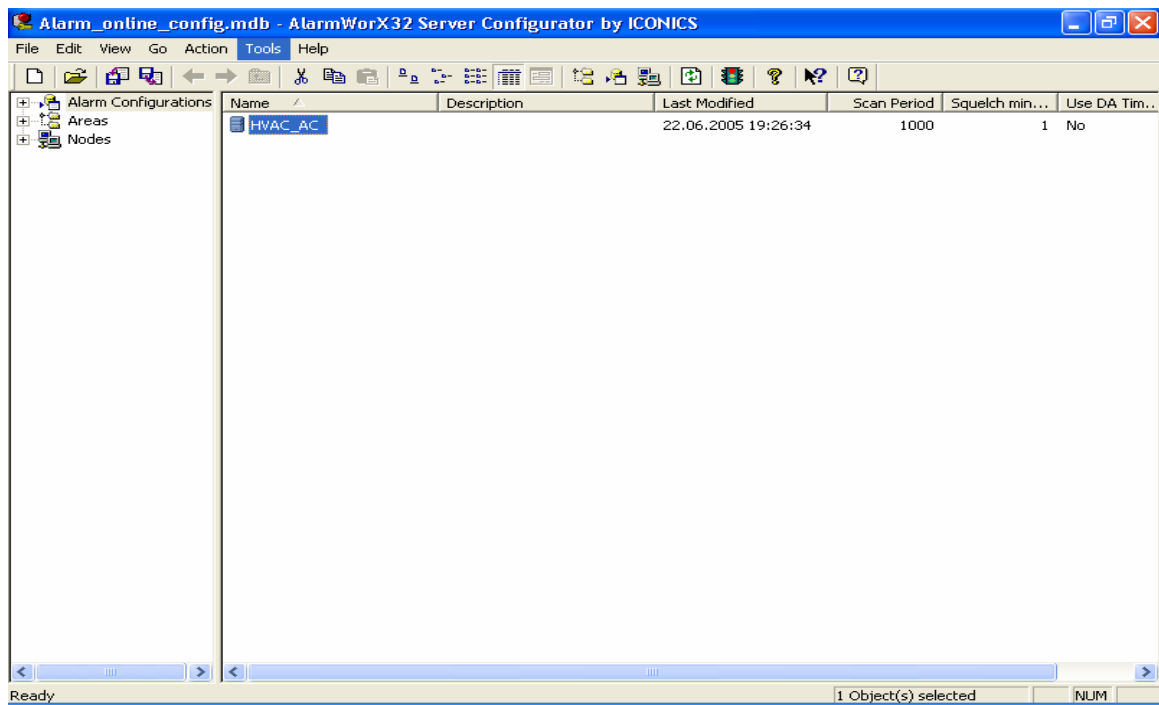 Alarm_online_config.mdb - AlarmWorX32 Server Configurator by ICONICS
File Edit View Go Action Tools Help
Alarm Configurations
Areas
Nodes
Name Description Last Modified Scan Period Squelch min... Use DA Tim..
HVAC_AC 22.06.2005 19:26:34 1000 1 No
Ready 1 Object(s) selected NUM